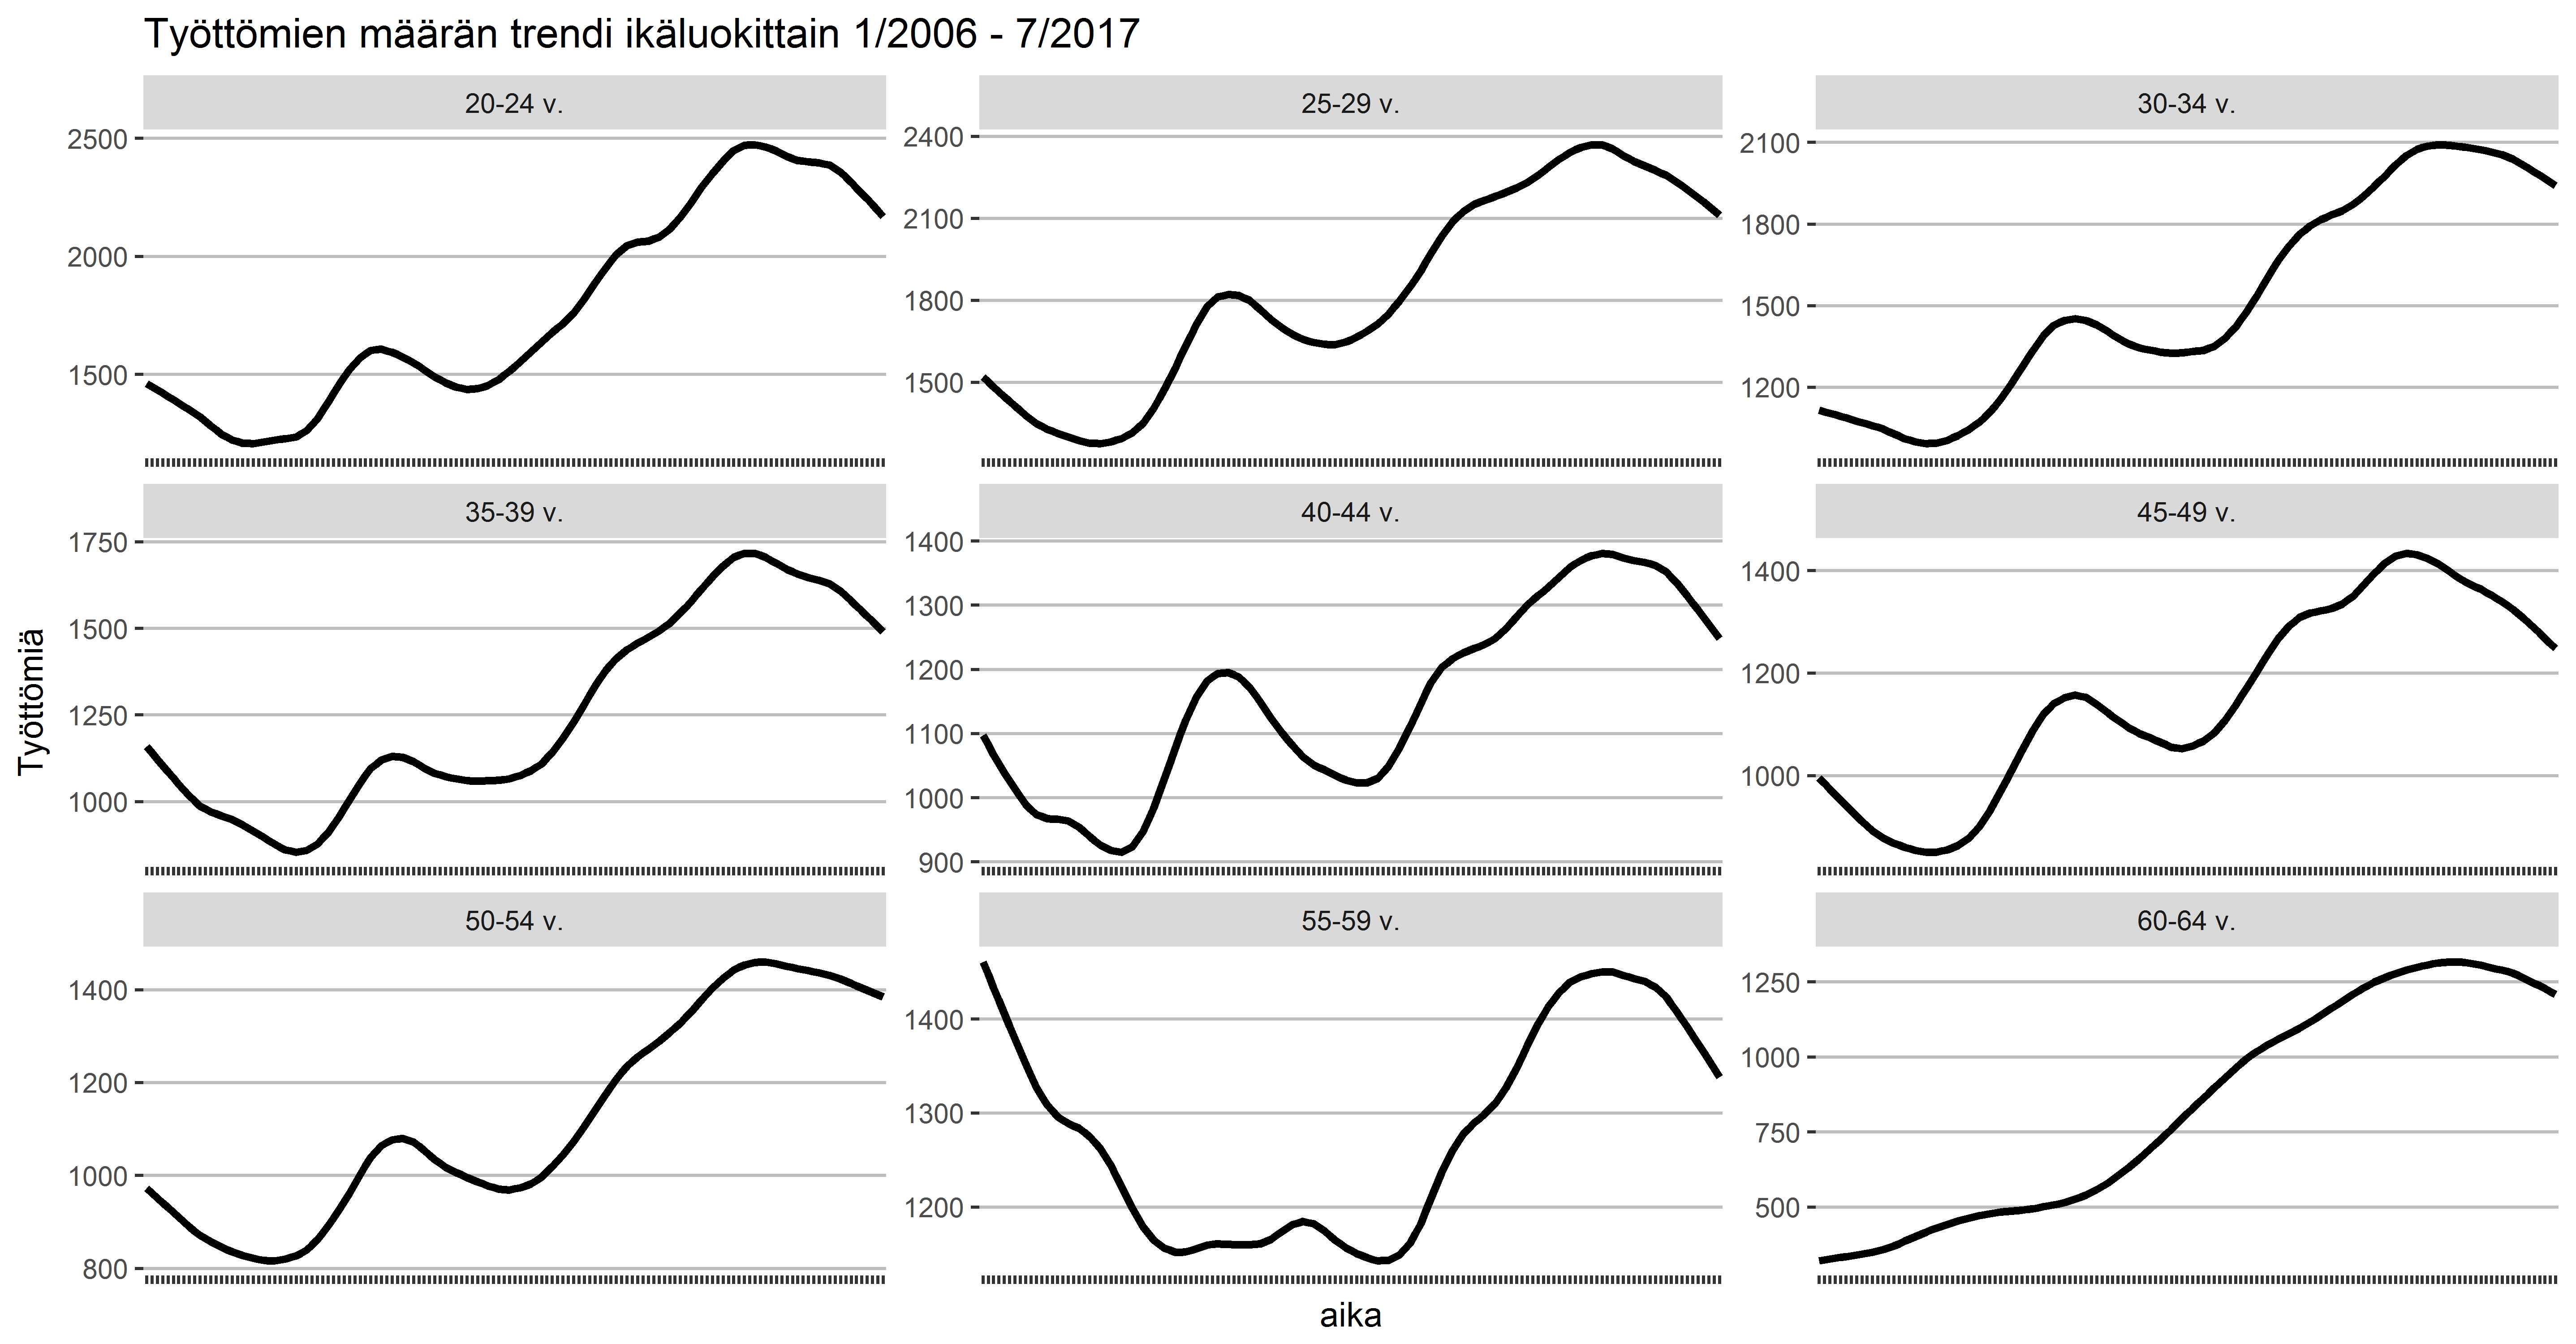 Työttömien määrän trendi ikäluokittain 1/2006 - 7/2017
20-24 v.
2500
2000
1500
25-29 v.
2400
2100
1800
1500
30-34 v.
2100
1800
1500
1200
Työttömiä
35-39 v.
1750
1500
1250
1000
40-44 v.
1400
1300
1200
1100
1000
900
45-49 v.
1400
1200
1000
50-54 v.
1400
1200
1000
800
55-59 v.
1400
1300
1200
60-64 v.
1250
1000
750
500
aika